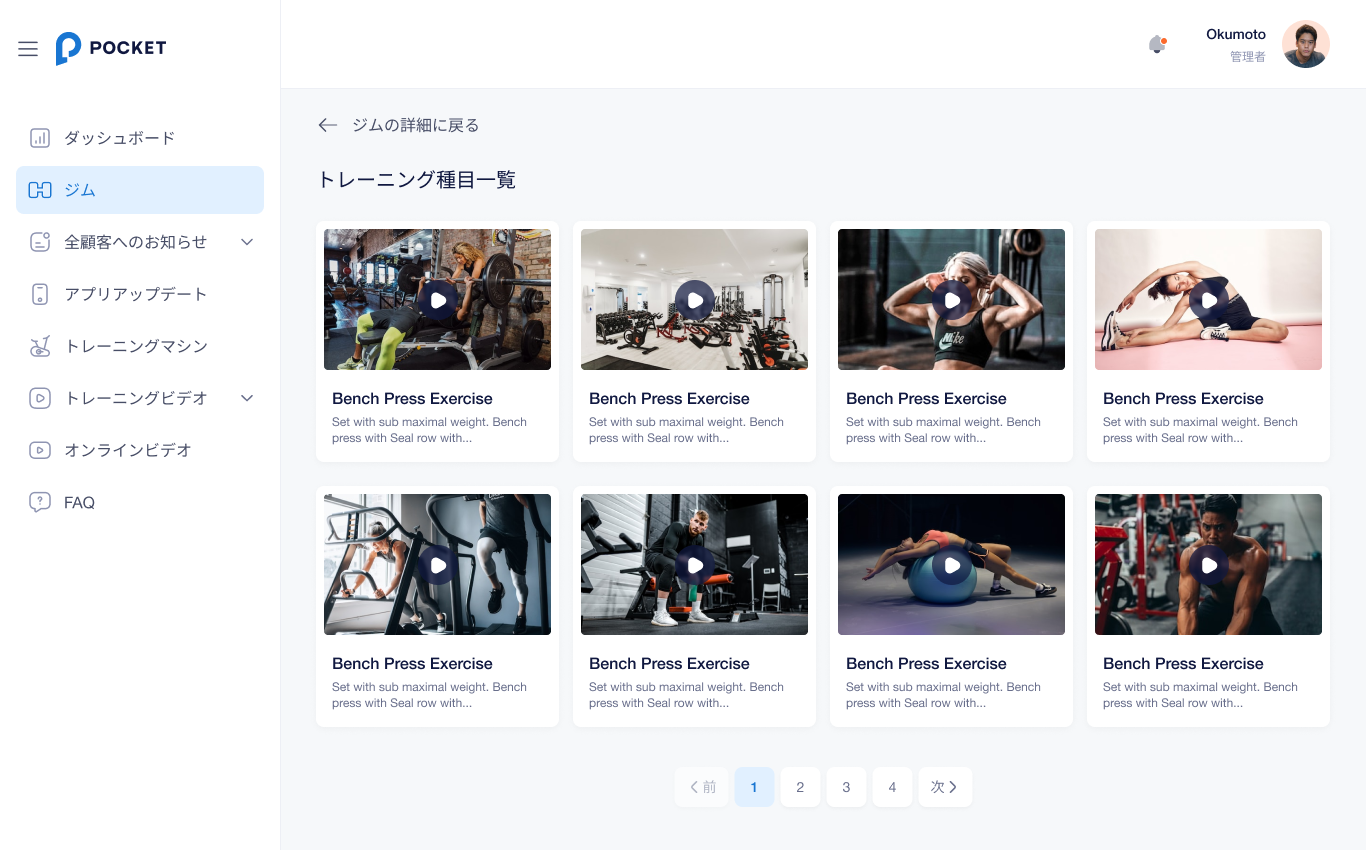 POCKET
Okumoto
管理者
ダッシュボード
ジム
全顧客へのお知らせ
アプリアップデート
トレーニングマシン
トレーニングビデオ
オンラインビデオ
FAQ
ジムの詳細に戻る
トレーニング種目一覧
Nike
Bench Press Exercise
Set with sub maximal weight. Bench
press with Seal row with...
Bench Press Exercise
Set with sub maximal weight. Bench
press with Seal row with...
Bench Press Exercise
Set with sub maximal weight. Bench
press with Seal row with...
Bench Press Exercise
Set with sub maximal weight. Bench
press with Seal row with...
Bench Press Exercise
Set with sub maximal weight. Bench
press with Seal row with...
Bench Press Exercise
Set with sub maximal weight. Bench
press with Seal row with...
Bench Press Exercise
Set with sub maximal weight. Bench
press with Seal row with...
Bench Press Exercise
Set with sub maximal weight. Bench
press with Seal row with...
前 1 2 3 4 次